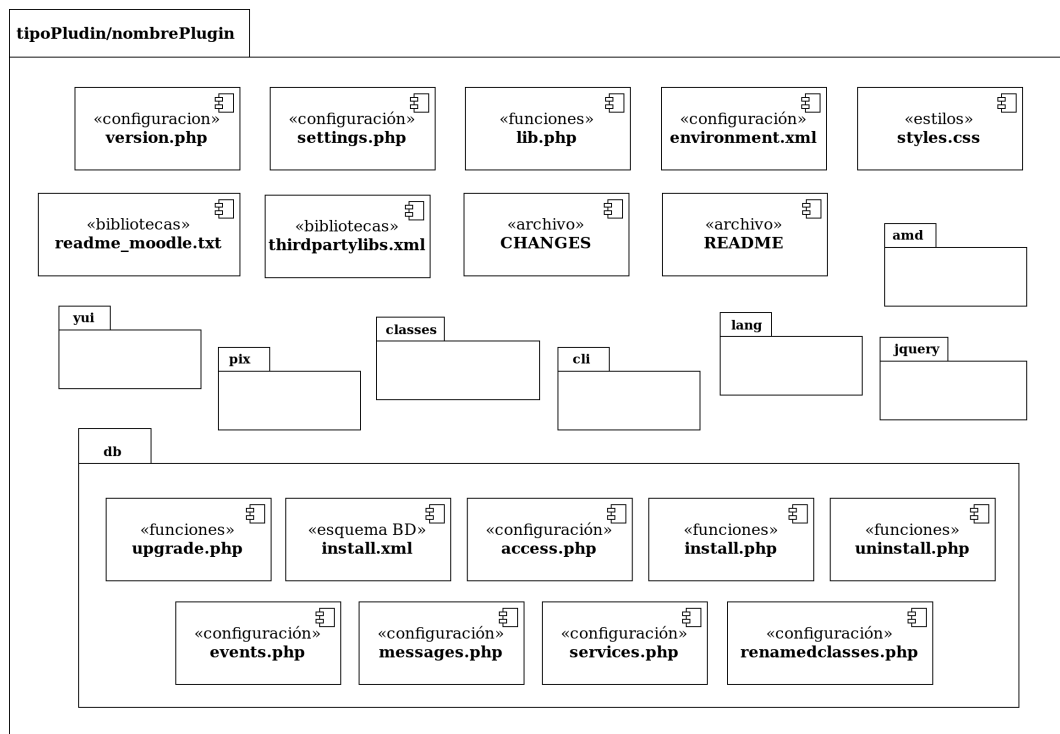 tipoPludin/nombrePlugin
«configuracion»
version.php
«configuración»
settings.php
«funciones»
lib.php
«configuración»
environment.xml
«estilos»
styles.css
«bibliotecas»
readme_moodle.txt
«bibliotecas»
thirdpartylibs.xml
«archivo»
CHANGES
«archivo»
README
amd
yui
pix
classes
cli
lang
jquery
db
«funciones»
upgrade.php
«esquema BD»
install.xml
«configuración»
access.php
«funciones»
install.php
«funciones»
uninstall.php
«configuración»
events.php
«configuración»
messages.php
«configuración»
services.php
«configuración»
renamedclasses.php